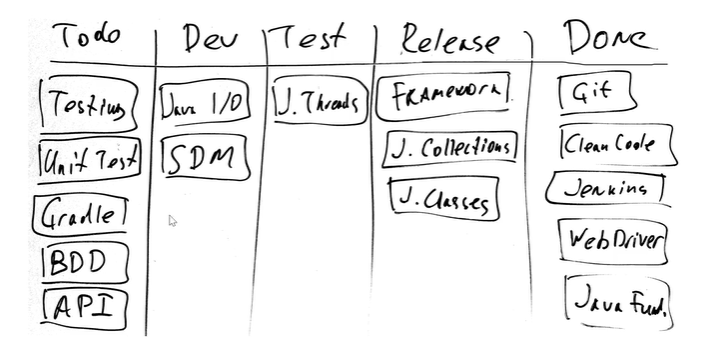 Todo Dev Test Release Done
Testing Java I/O J. Threads Framework Git
Unit Test SDM J. Collections Clean Code
Gradle J. Classes Jenkins
BDD WebDriver
API Java Fund.